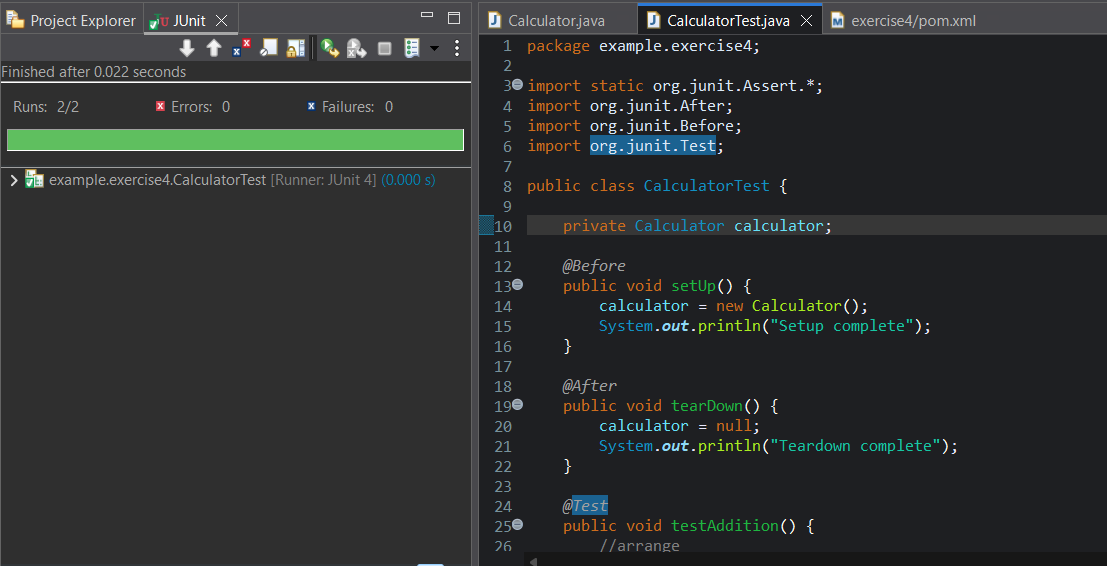 Project Explorer JUnit
Finished after 0.022 seconds
Runs: 2/2 Errors: 0 Failures: 0
example.exercise4.CalculatorTest [Runner: JUnit 4] (0.000 s)
Calculator.java CalculatorTest.java exercise4/pom.xml
1 package example.exercise4;
2
3 import static org.junit.Assert.*;
4 import org.junit.After;
5 import org.junit.Before;
6 import org.junit.Test;
7
8 public class CalculatorTest {
9
10 private Calculator calculator;
11
12 @Before
13 public void setUp() {
14 calculator = new Calculator();
15 System.out.println("Setup complete");
16 }
17
18 @After
19 public void tearDown() {
20 calculator = null;
21 System.out.println("Teardown complete");
22 }
23
24 @Test
25 public void testAddition() {
26 //arrange